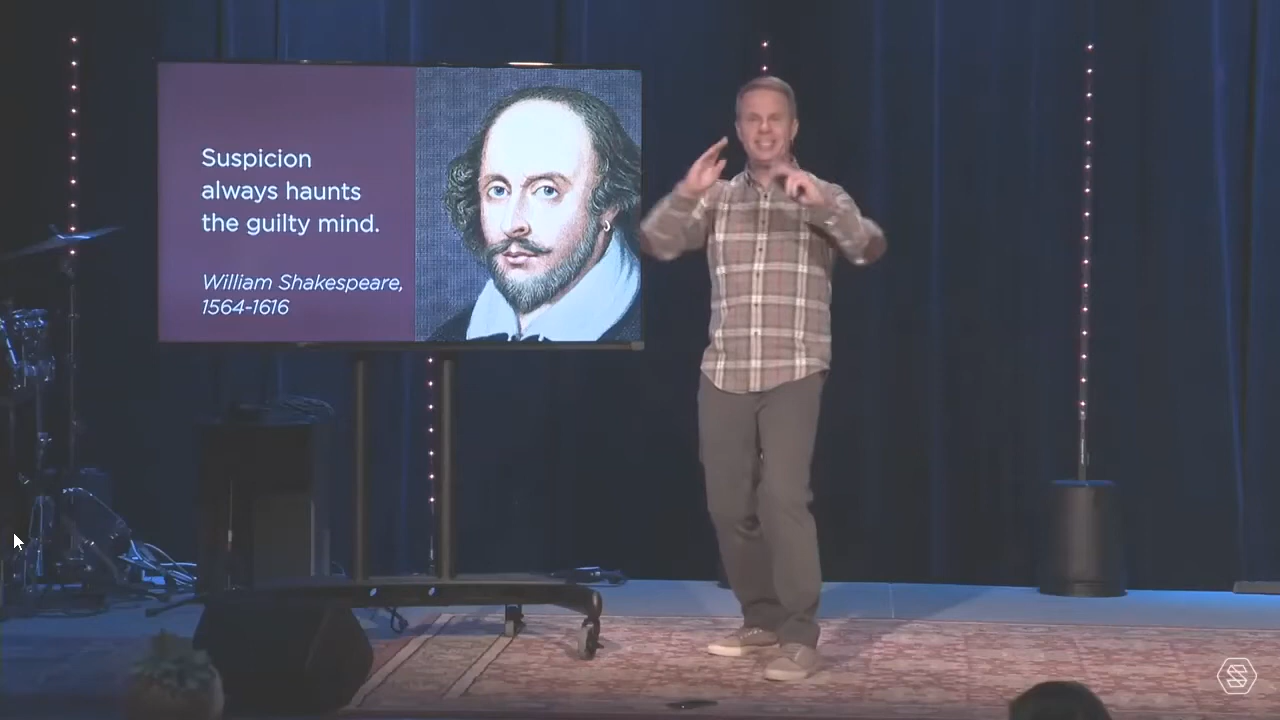 Suspicion
always haunts
the guilty mind.
William Shakespeare,
1564-1616